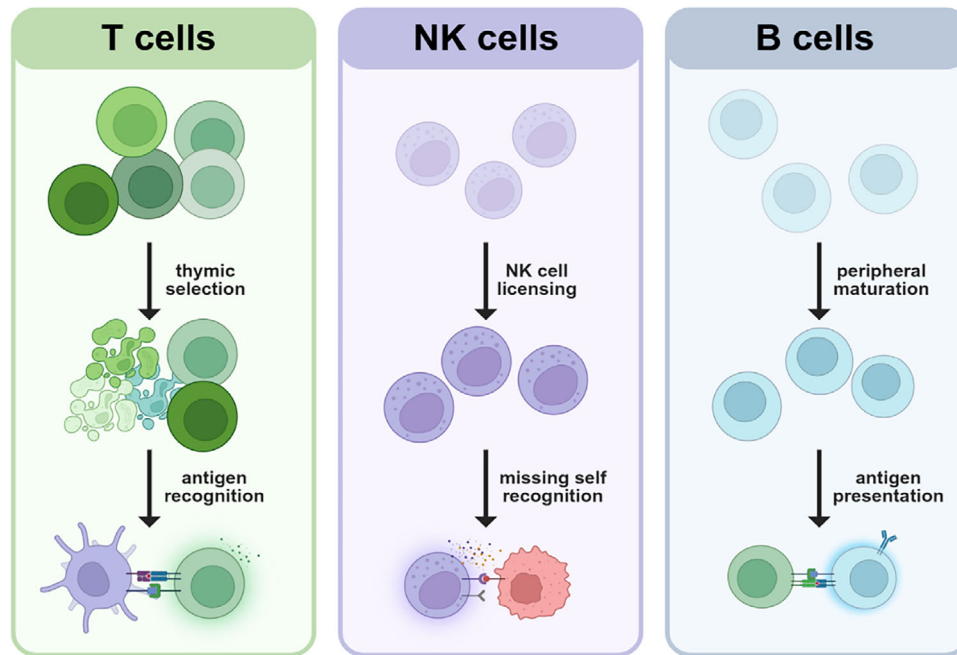 T cells
thymic
selection
antigen
recognition
NK cells
NK cell
licensing
missing self
recognition
B cells
peripheral
maturation
antigen
presentation